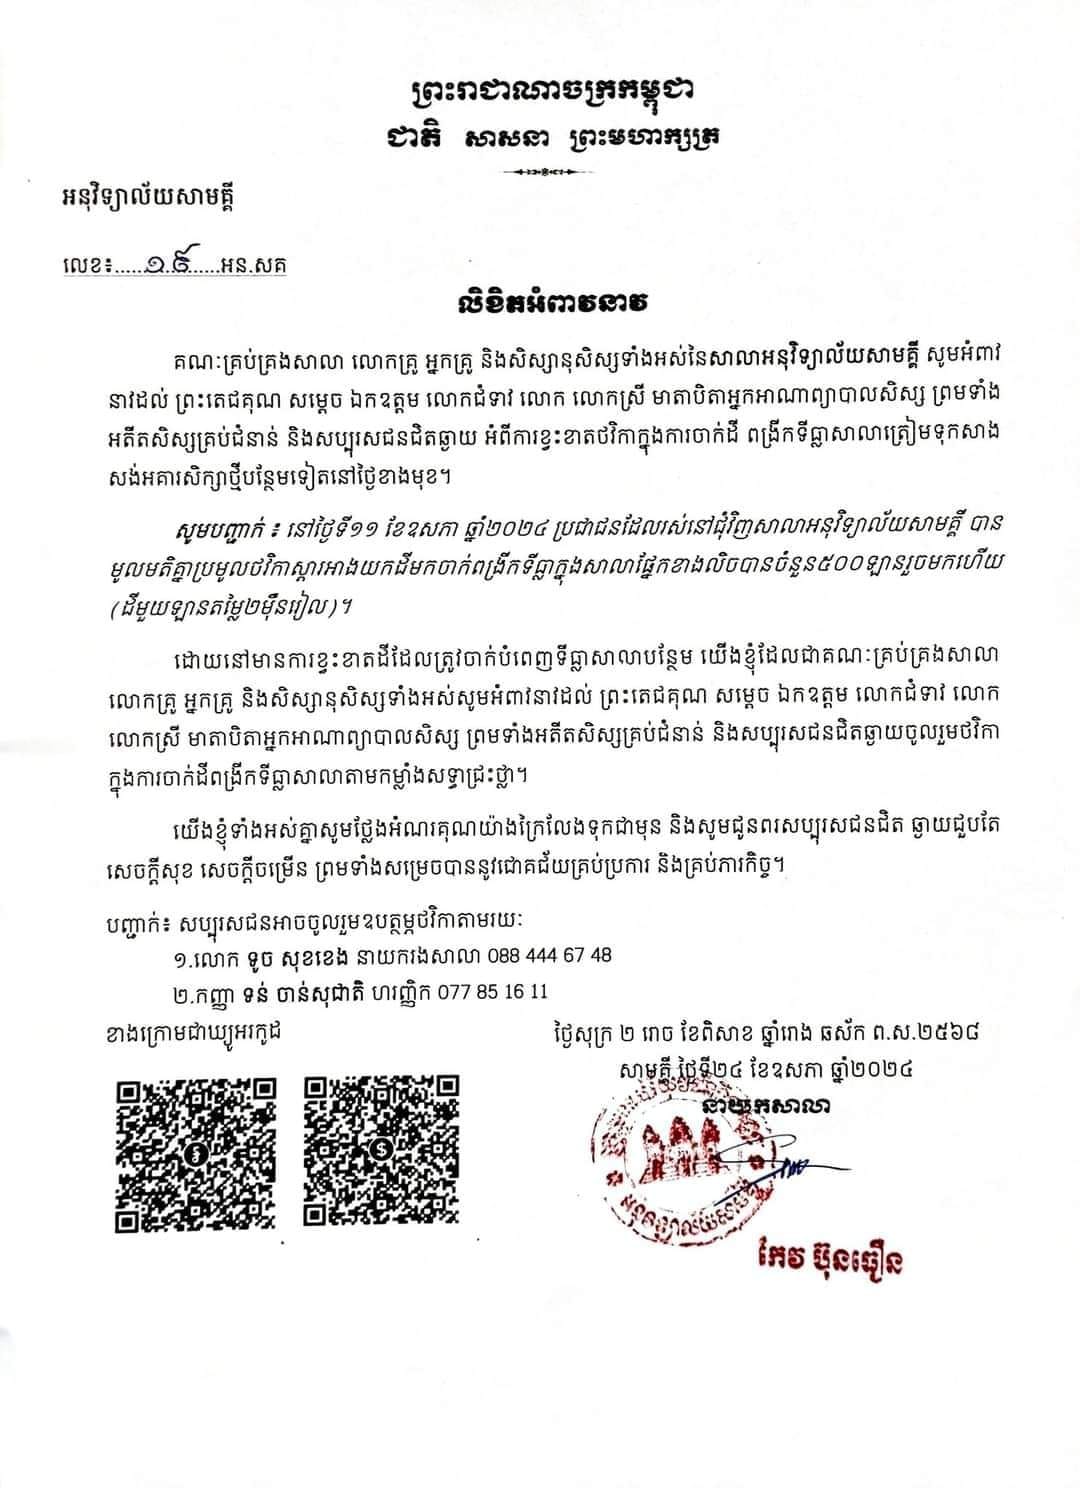 ព្រះរាជាណាចក្រកម្ពុជា
ជាតិ សាសនា ព្រះមហាក្សត្រ
អនុវិទ្យាល័យសាមគ្គី
លេខ៖.....១៩.....អន.សគ
លិខិតអំពាវនាវ
គណៈគ្រប់គ្រងសាលា លោកគ្រូ អ្នកគ្រូ និងសិស្សានុសិស្សទាំងអស់នៃសាលាអនុវិទ្យាល័យសាមគ្គី សូមអំពាវ
នាវដល់ ព្រះតេជគុណ សម្តេច ឯកឧត្តម លោកជំទាវ លោក លោកស្រី មាតាបិតាអ្នកអាណាព្យាបាលសិស្ស ព្រមទាំង
អតីតសិស្សគ្រប់ជំនាន់ និងសប្បុរសជនជិតឆ្ងាយ អំពីការខ្វះខាតថវិកាក្នុងការចាក់ដី ពង្រីកទីធ្លាសាលាត្រៀមទុកសាង
សង់អគារសិក្សាថ្មីបន្ថែមទៀតនៅថ្ងៃខាងមុខ។
សូមបញ្ជាក់ ៖ នៅថ្ងៃទី១១ ខែឧសភា ឆ្នាំ២០២៤ ប្រជាជនដែលរស់នៅជុំវិញសាលាអនុវិទ្យាល័យសាមគ្គី បាន
មូលមតិគ្នាប្រមូលថវិកាស្តារអាងយកដីមកចាក់ពង្រីកទីធ្លាក្នុងសាលាផ្នែកខាងលិចបានចំនួន៥០០ឡានរួចមកហើយ
(ដីមួយឡានតម្លៃ២ម៉ឺនរៀល)។
ដោយនៅមានការខ្វះខាតដីដែលត្រូវចាក់បំពេញទីធ្លាសាលាបន្ថែម យើងខ្ញុំដែលជាគណៈគ្រប់គ្រងសាលា
លោកគ្រូ អ្នកគ្រូ និងសិស្សានុសិស្សទាំងអស់សូមអំពាវនាវដល់ ព្រះតេជគុណ សម្តេច ឯកឧត្តម លោកជំទាវ លោក
លោកស្រី មាតាបិតាអ្នកអាណាព្យាបាលសិស្ស ព្រមទាំងអតីតសិស្សគ្រប់ជំនាន់ និងសប្បុរសជនជិតឆ្ងាយចូលរួមថវិកា
ក្នុងការចាក់ដីពង្រីកទីធ្លាសាលាតាមកម្លាំងសទ្ធាជ្រះថ្លា។
យើងខ្ញុំទាំងអស់គ្នាសូមថ្លែងអំណរគុណយ៉ាងក្រៃលែងទុកជាមុន និងសូមជូនពរសប្បុរសជនជិត ឆ្ងាយជួបតែ
សេចក្តីសុខ សេចក្តីចម្រើន ព្រមទាំងសម្រេចបាននូវជោគជ័យគ្រប់ប្រការ និងគ្រប់ភារកិច្ច។
បញ្ជាក់៖ សប្បុរសជនអាចចូលរួមឧបត្ថម្ភថវិកាតាមរយៈ
១.លោក ទូច សុខខេង នាយករងសាលា 088 444 67 48
២.កញ្ញា ទន់ ចាន់សុជាតិ ហរញ្ញិក 077 85 16 11
ខាងក្រោមជាឃ្យូអរកូដ
ថ្ងៃសុក្រ ២ រោច ខែពិសាខ ឆ្នាំរោង ឆស័ក ព.ស.២៥៦៨
សាមគ្គី ថ្ងៃទី២៤ ខែឧសភា ឆ្នាំ២០២៤
នាយកសាលា
កែវ ប៊ុនធឿន